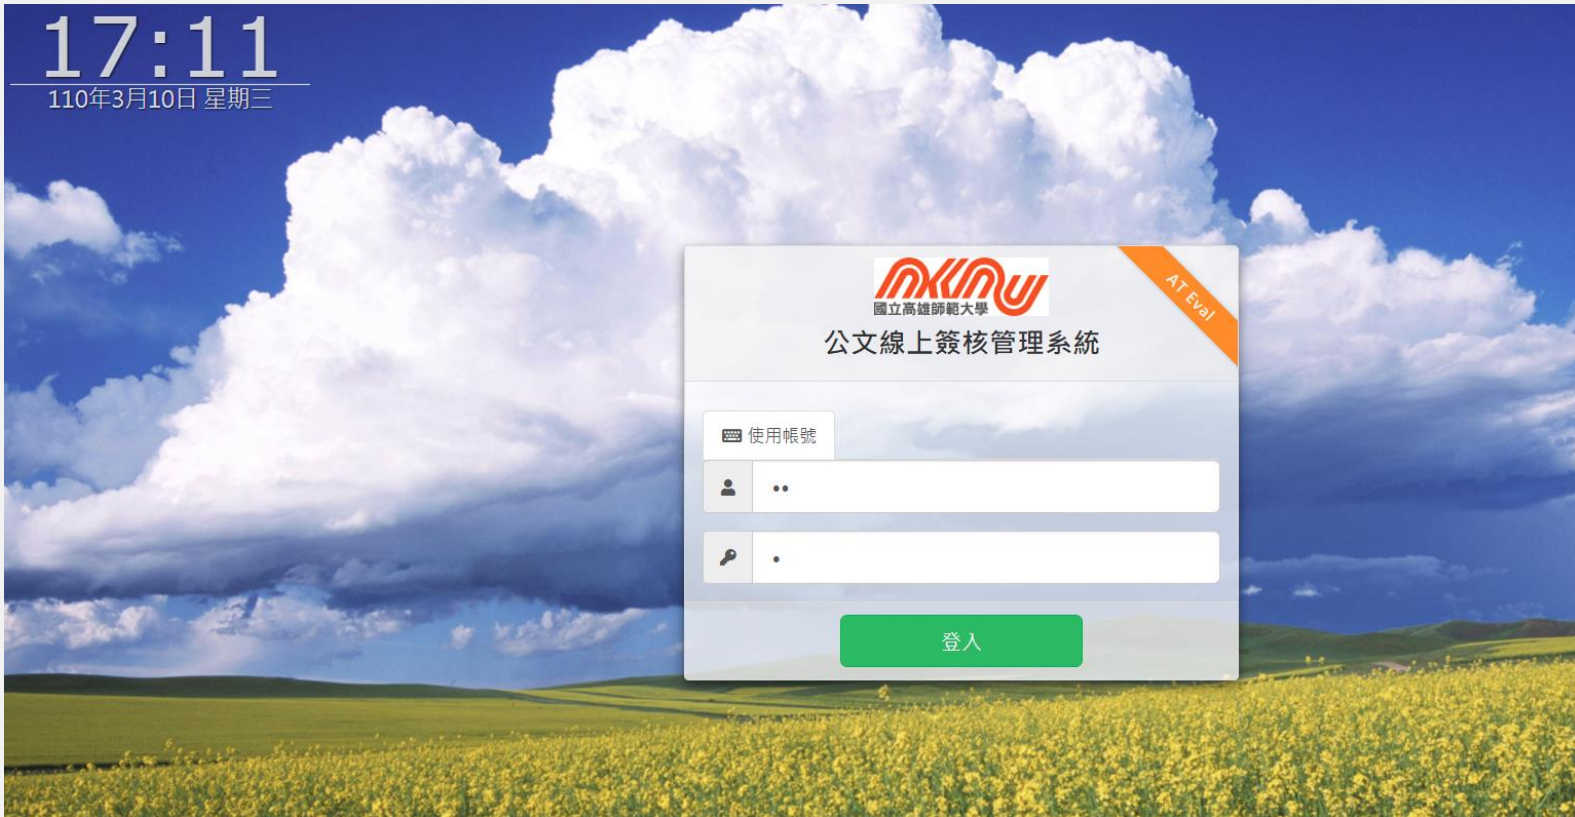 17:11
110年3月10日 星期三
國立高雄師範大學
AT Eval
公文線上簽核管理系統
使用帳號
••
•
登入